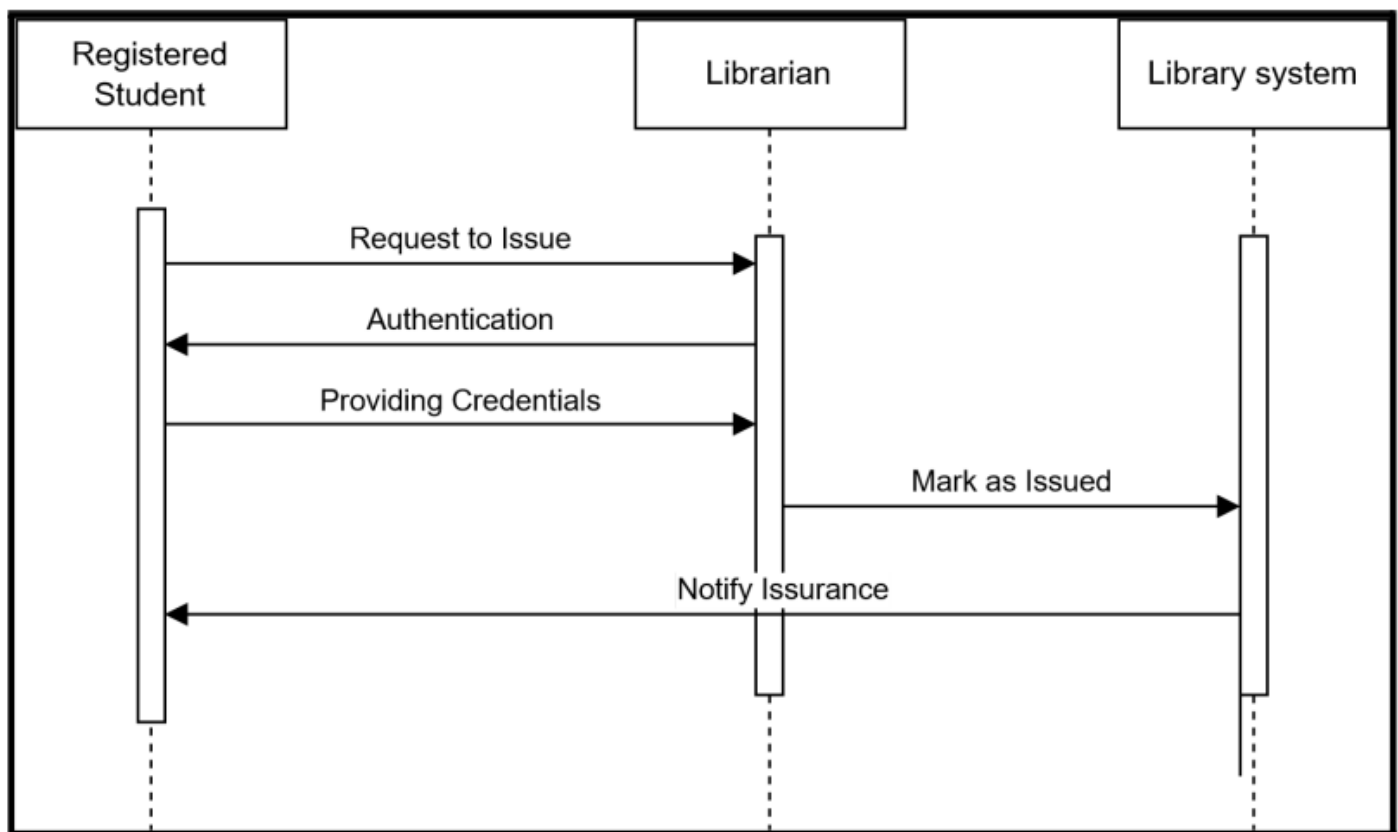 Registered
Student
Librarian
Library system
Request to Issue
Authentication
Providing Credentials
Mark as Issued
Notify Issurance